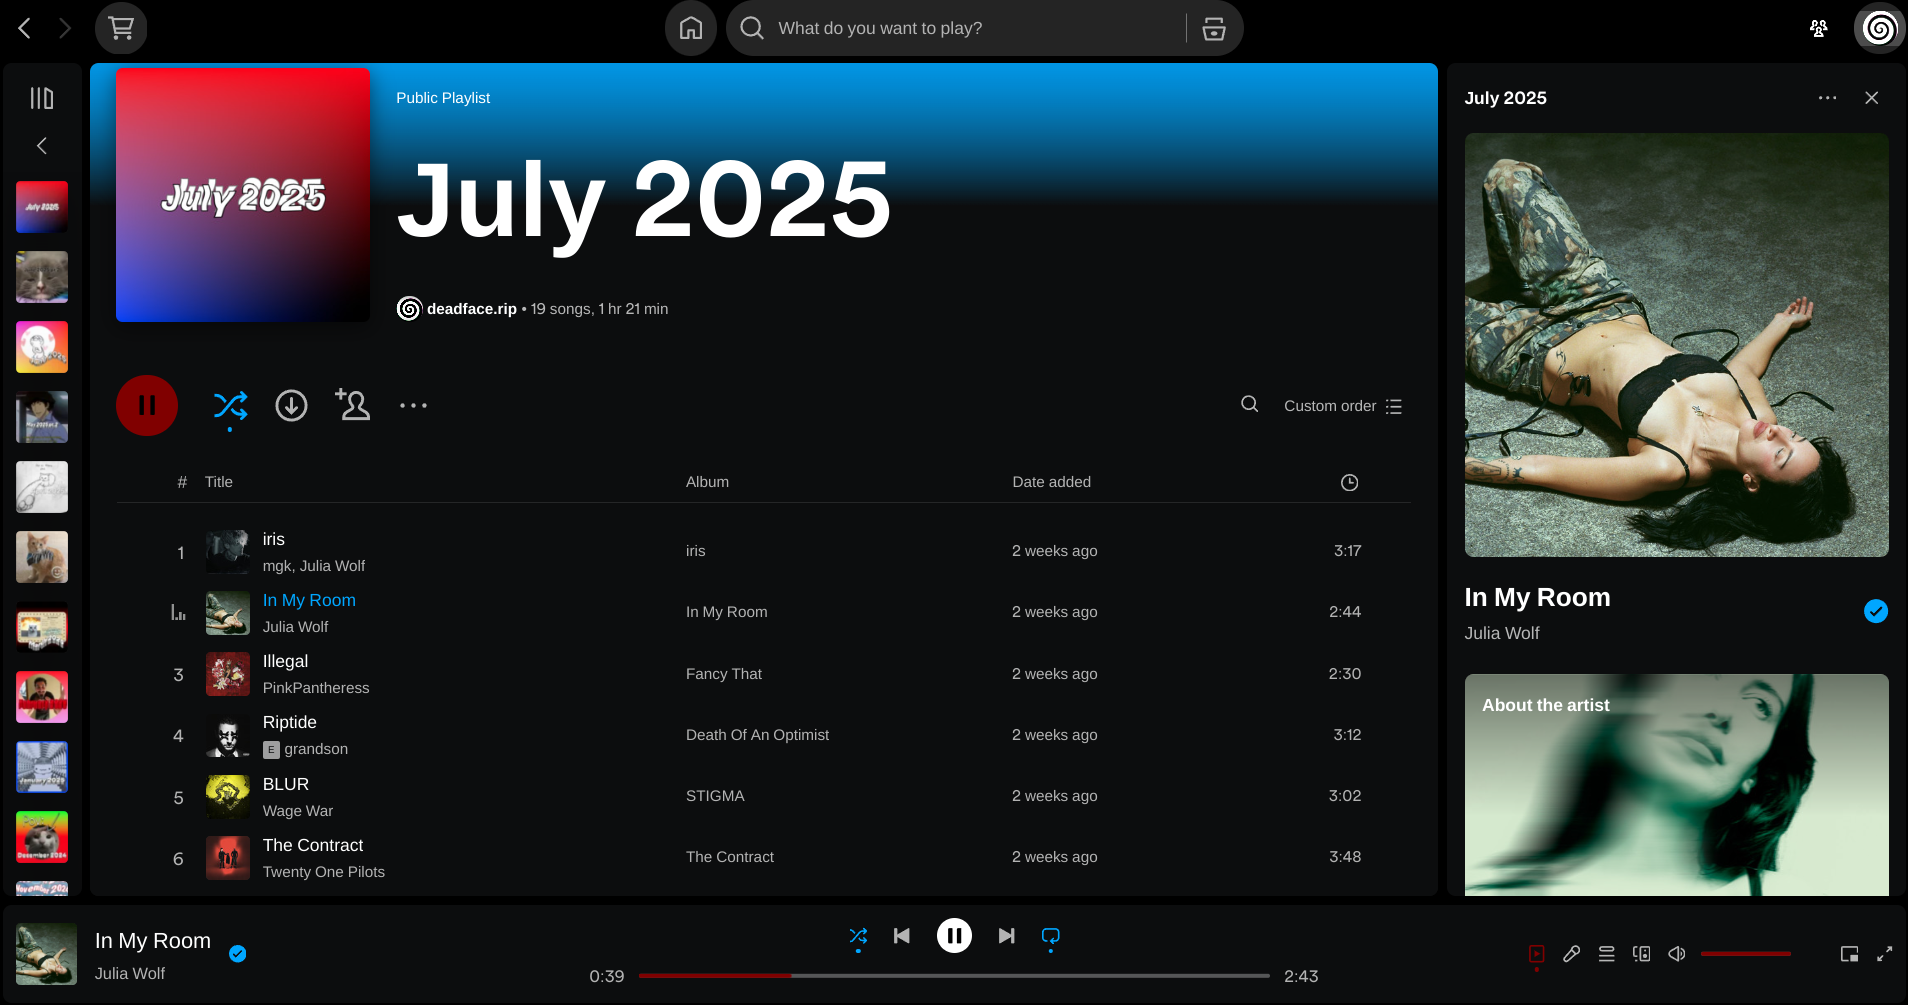 What do you want to play?
July 2025
Public Playlist
July 2025
deadface.rip • 19 songs, 1 hr 21 min
Custom order
# Title Album Date added
1 iris iris 2 weeks ago 3:17
mgk, Julia Wolf
In My Room In My Room 2 weeks ago 2:44
Julia Wolf
3 Illegal Fancy That 2 weeks ago 2:30
PinkPantheress
4 Riptide Death Of An Optimist 2 weeks ago 3:12
E grandson
5 BLUR STIGMA 2 weeks ago 3:02
Wage War
6 The Contract The Contract 2 weeks ago 3:48
Twenty One Pilots
July 2025
In My Room
Julia Wolf
About the artist
July 2025
December 2024
November 202
In My Room
Julia Wolf
0:39 2:43